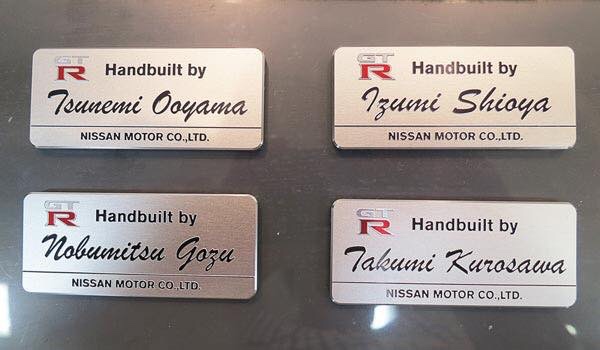 GT
R Handbuilt by
Tsunemi Ooyama
NISSAN MOTOR CO.,LTD.
GT
R Handbuilt by
Izumi Shioya
NISSAN MOTOR CO.,LTD.
GT
R Handbuilt by
Nobumitsu Gozu
NISSAN MOTOR CO.,LTD.
GT
R Handbuilt by
Takumi Kurosawa
NISSAN MOTOR CO.,LTD.